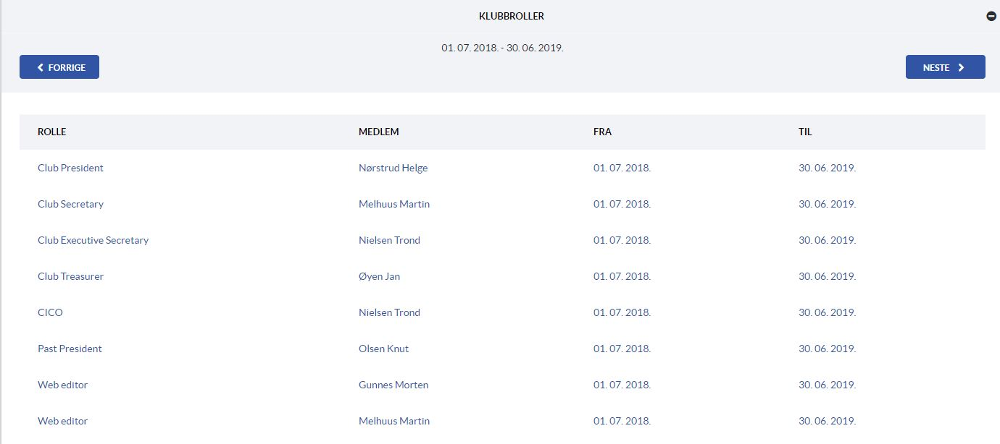 KLUBBROLLER
01. 07. 2018. - 30. 06. 2019.
FORRIGE NESTE
ROLLE MEDLEM FRA TIL
Club President Nørstrud Helge 01. 07. 2018. 30. 06. 2019.
Club Secretary Melhuus Martin 01. 07. 2018. 30. 06. 2019.
Club Executive Secretary Nielsen Trond 01. 07. 2018. 30. 06. 2019.
Club Treasurer Øyen Jan 01. 07. 2018. 30. 06. 2019.
CICO Nielsen Trond 01. 07. 2018. 30. 06. 2019.
Past President Olsen Knut 01. 07. 2018. 30. 06. 2019.
Web editor Gunnes Morten 01. 07. 2018. 30. 06. 2019.
Web editor Melhuus Martin 01. 07. 2018. 30. 06. 2019.